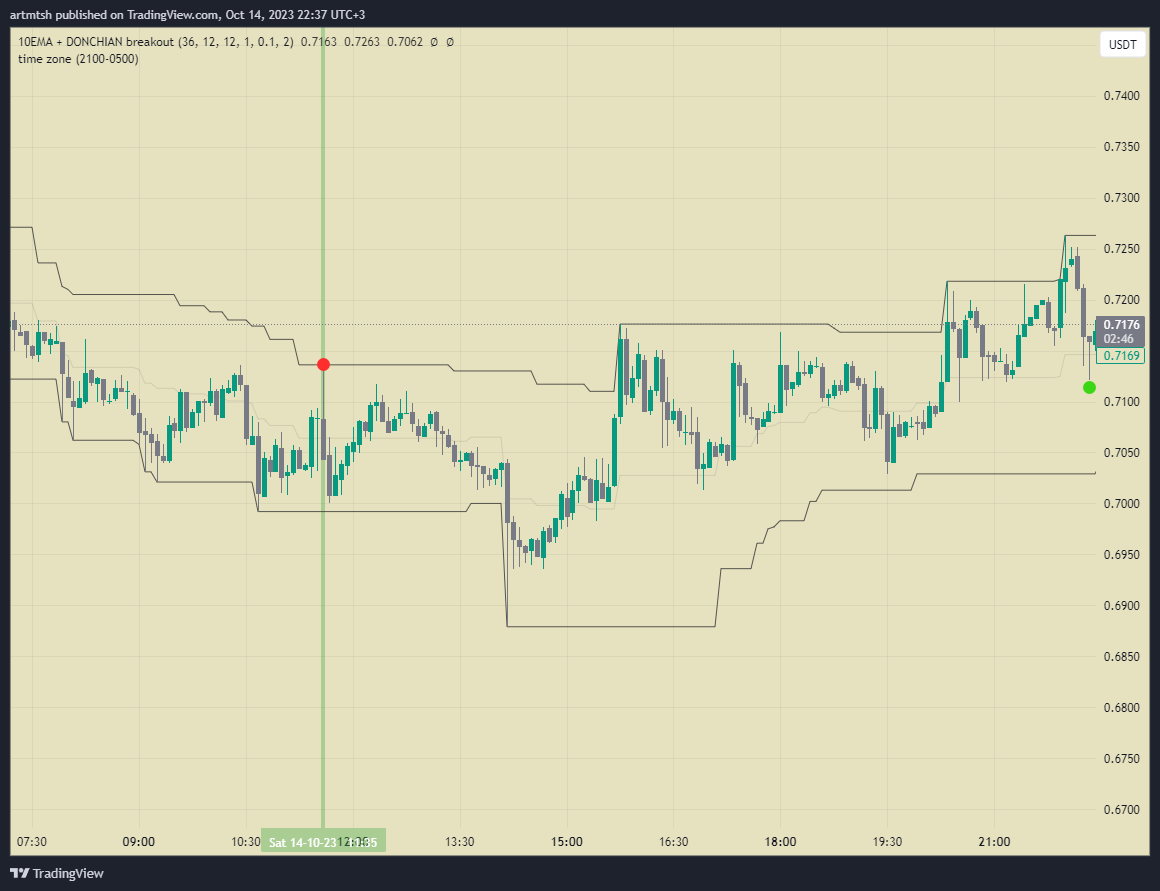 artmtsh published on TradingView.com, Oct 14, 2023 22:37 UTC+3
10EMA + DONCHIAN breakout (36, 12, 12, 1, 0.1, 2) 0.7163 0.7263 0.7062 Ø Ø
time zone (2100-0500)
USDT
0.7400
0.7350
0.7300
0.7250
0.7200
0.7176
02:46
0.7169
0.7100
0.7050
0.7000
0.6950
0.6900
0.6850
0.6800
0.6750
0.6700
07:30 09:00 10:30 Sat 14-10-23 13:30 15:00 16:30 18:00 19:30 21:00
TradingView